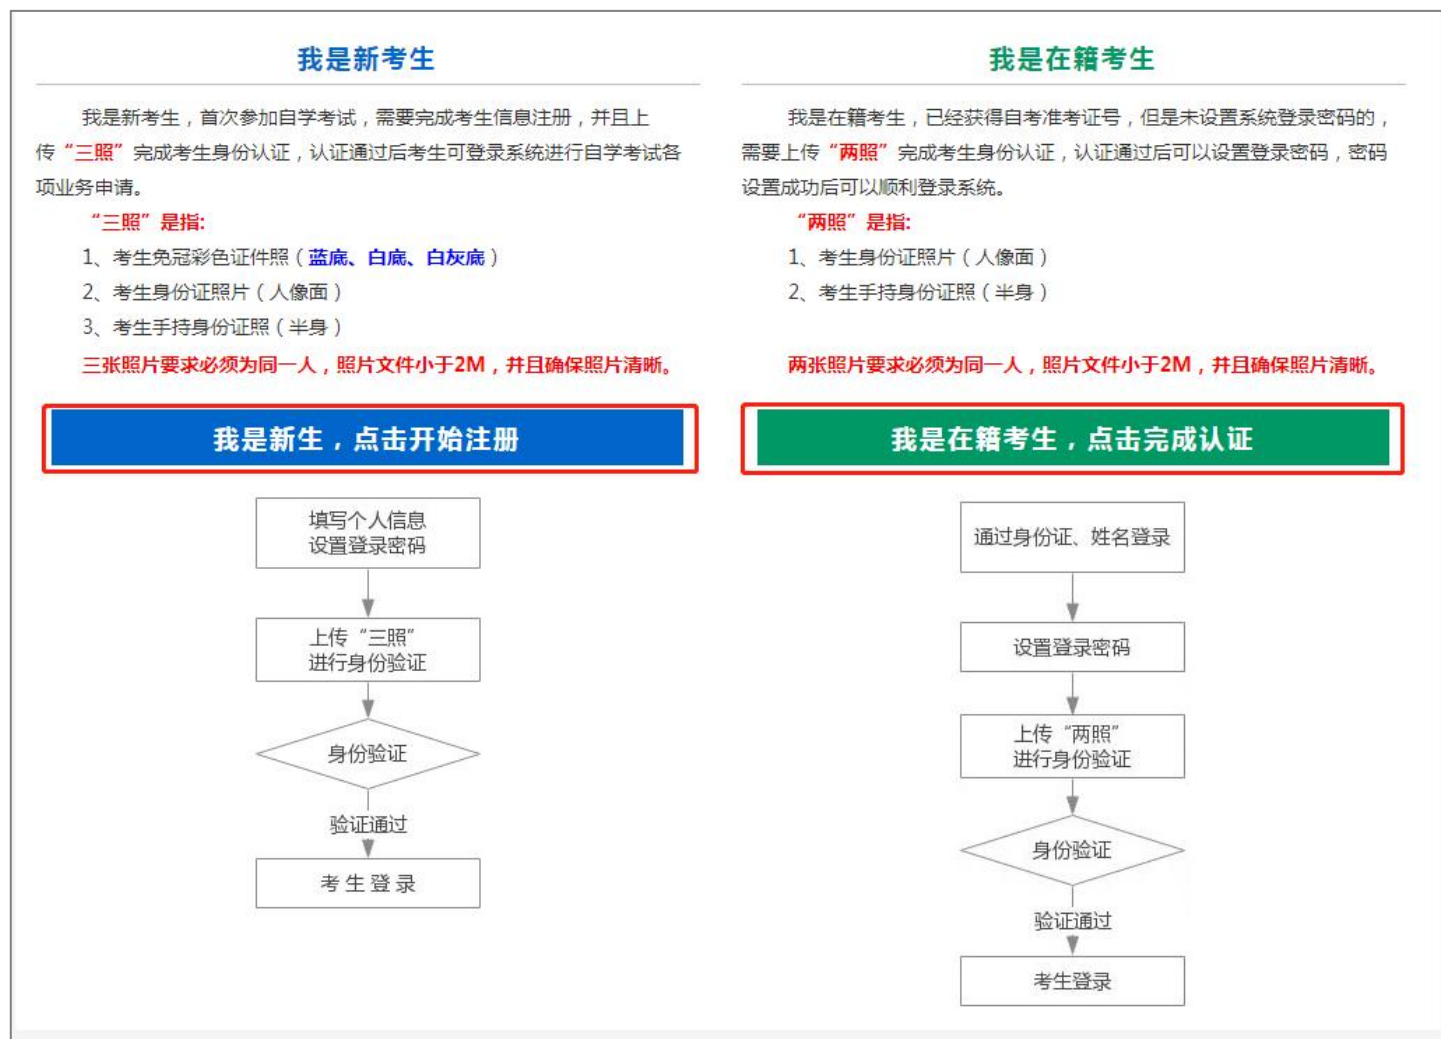 我是新考生
我是新考生，首次参加自学考试，需要完成考生信息注册，并且上
传“三照”完成考生身份认证，认证通过后考生可登录系统进行自学考试各
项业务申请。
“三照”是指:
1、考生免冠彩色证件照（蓝底、白底、白灰底）
2、考生身份证照片（人像面）
3、考生手持身份证照（半身）
三张照片要求必须为同一人，照片文件小于2M，并且确保照片清晰。
我是新生，点击开始注册
填写个人信息
设置登录密码
上传“三照”
进行身份验证
身份验证
验证通过
考 生 登 录
我是在籍考生
我是在籍考生，已经获得自考准考证号，但是未设置系统登录密码的，
需要上传“两照”完成考生身份认证，认证通过后可以设置登录密码，密码
设置成功后可以顺利登录系统。
“两照”是指:
1、考生身份证照片（人像面）
2、考生手持身份证照（半身）
两张照片要求必须为同一人，照片文件小于2M，并且确保照片清晰。
我是在籍考生，点击完成认证
通过身份证、姓名登录
设置登录密码
上传“两照”
进行身份验证
身份验证
验证通过
考生登录